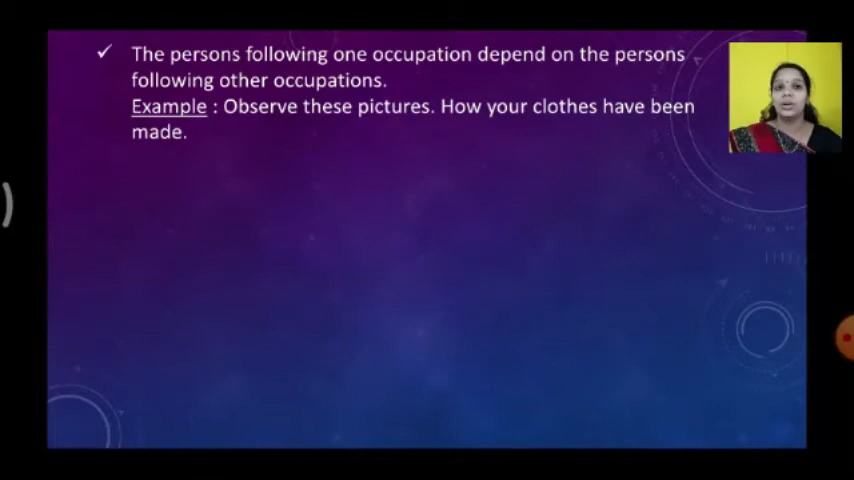 The persons following one occupation depend on the persons
following other occupations.
Example : Observe these pictures. How your clothes have been
made.